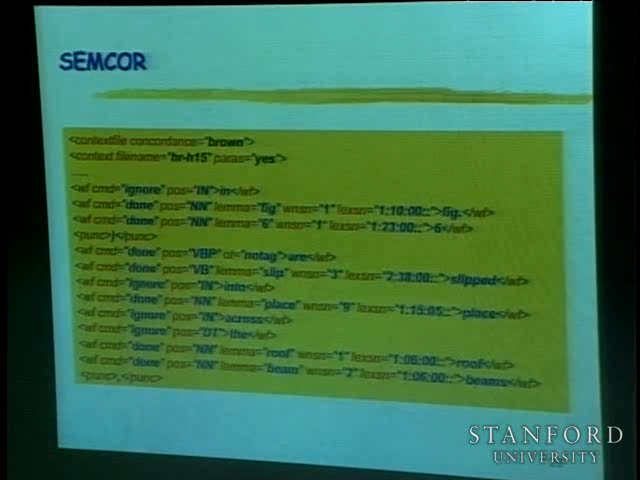 SEMCOR
<contextfile concordance="brown">
<context filename="br-h15" paras="yes">
.....
<wf cmd="ignore" pos="IN">in</wf>
<wf cmd="done" pos="NN" lemma="fig" wnsn="1" lexsn="1:10:00::">fig.</wf>
<wf cmd="done" pos="NN" lemma="6" wnsn="1" lexsn="1:23:00::">6</wf>
<punc>)</punc>
<wf cmd="done" pos="VBP" ot="notag">are</wf>
<wf cmd="done" pos="VB" lemma="slip" wnsn="3" lexsn="2:38:00::">slipped</wf>
<wf cmd="ignore" pos="IN">into</wf>
<wf cmd="done" pos="NN" lemma="place" wnsn="9" lexsn="1:15:05::">place</wf>
<wf cmd="ignore" pos="IN">across</wf>
<wf cmd="ignore" pos="DT">the</wf>
<wf cmd="done" pos="NN" lemma="roof" wnsn="1" lexsn="1:06:00::">roof</wf>
<wf cmd="done" pos="NN" lemma="beam" wnsn="2" lexsn="1:06:00::">beams</wf>
<punc>,</punc>
STANFORD
UNIVERSITY